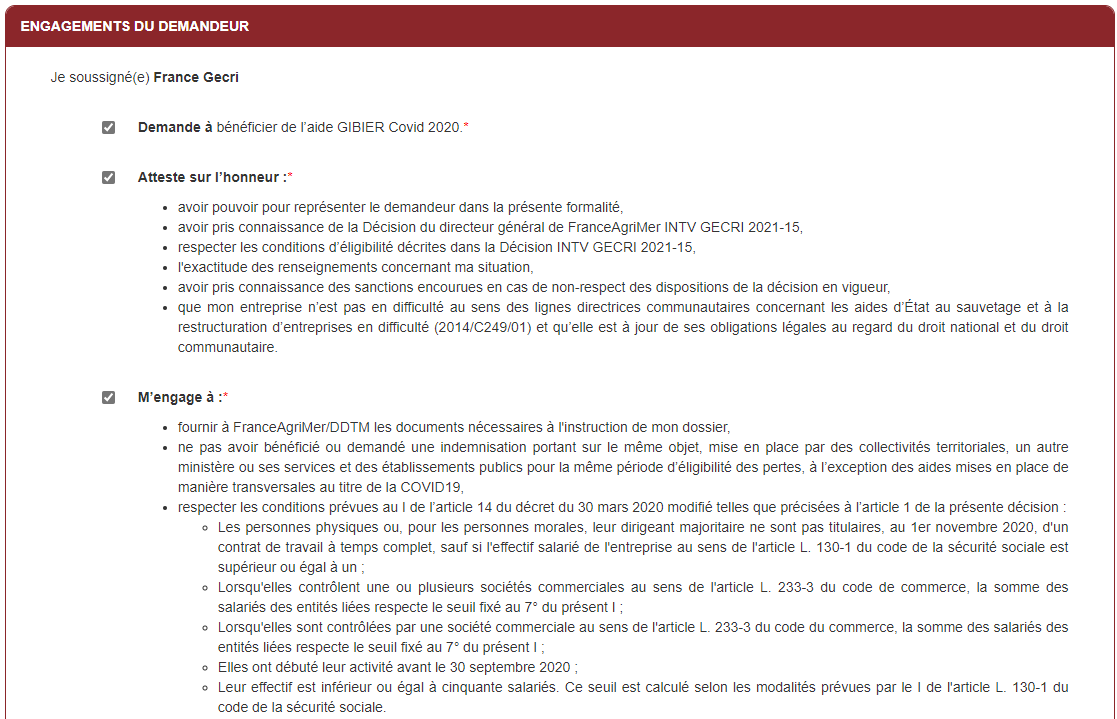 ENGAGEMENTS DU DEMANDEUR
Je soussigné(e) France Gecri
Demande à bénéficier de l’aide GIBIER Covid 2020.*
Atteste sur l’honneur :*
• avoir pouvoir pour représenter le demandeur dans la présente formalité,
• avoir pris connaissance de la Décision du directeur général de FranceAgriMer INTV GECRI 2021-15,
• respecter les conditions d’éligibilité décrites dans la Décision INTV GECRI 2021-15,
• l'exactitude des renseignements concernant ma situation,
• avoir pris connaissance des sanctions encourues en cas de non-respect des dispositions de la décision en vigueur,
• que mon entreprise n’est pas en difficulté au sens des lignes directrices communautaires concernant les aides d’État au sauvetage et à la
restructuration d’entreprises en difficulté (2014/C249/01) et qu’elle est à jour de ses obligations légales au regard du droit national et du droit
communautaire.
M’engage à :*
• fournir à FranceAgriMer/DDTM les documents nécessaires à l'instruction de mon dossier,
• ne pas avoir bénéficié ou demandé une indemnisation portant sur le même objet, mise en place par des collectivités territoriales, un autre
ministère ou ses services et des établissements publics pour la même période d’éligibilité des pertes, à l’exception des aides mises en place de
manière transversales au titre de la COVID19,
• respecter les conditions prévues au I de l’article 14 du décret du 30 mars 2020 modifié telles que précisées à l’article 1 de la présente décision :
◦ Les personnes physiques ou, pour les personnes morales, leur dirigeant majoritaire ne sont pas titulaires, au 1er novembre 2020, d'un
contrat de travail à temps complet, sauf si l'effectif salarié de l'entreprise au sens de l'article L. 130-1 du code de la sécurité sociale est
supérieur ou égal à un ;
◦ Lorsqu'elles contrôlent une ou plusieurs sociétés commerciales au sens de l'article L. 233-3 du code de commerce, la somme des
salariés des entités liées respecte le seuil fixé au 7° du présent I ;
◦ Lorsqu'elles sont contrôlées par une société commerciale au sens de l'article L. 233-3 du code du commerce, la somme des salariés des
entités liées respecte le seuil fixé au 7° du présent I ;
◦ Elles ont débuté leur activité avant le 30 septembre 2020 ;
◦ Leur effectif est inférieur ou égal à cinquante salariés. Ce seuil est calculé selon les modalités prévues par le I de l'article L. 130-1 du
code de la sécurité sociale.